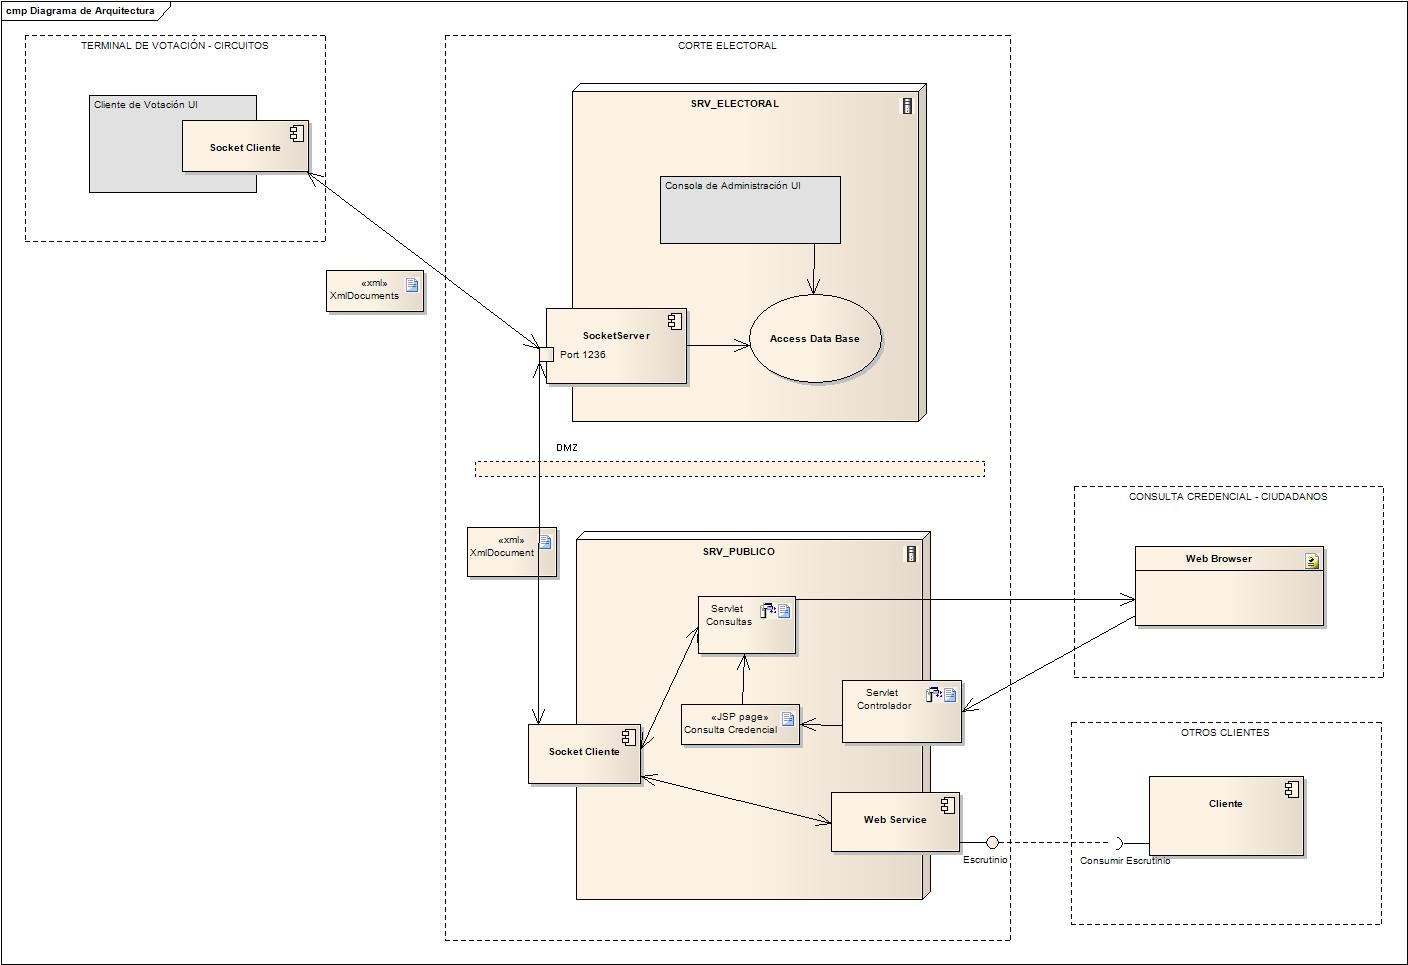 cmp Diagrama de Arquitectura
TERMINAL DE VOTACIÓN - CIRCUITOS
Cliente de Votación UI
Socket Cliente
«xml»
XmlDocuments
CORTE ELECTORAL
SRV_ELECTORAL
Consola de Administración UI
SocketServer
Port 1236
Access Data Base
DMZ
«xml»
XmlDocument
SRV_PUBLICO
Servlet
Consultas
Servlet
Controlador
«JSP page»
Consulta Credencial
Socket Cliente
Web Service
Escrutinio
CONSULTA CREDENCIAL - CIUDADANOS
Web Browser
OTROS CLIENTES
Cliente
Consumir Escrutinio